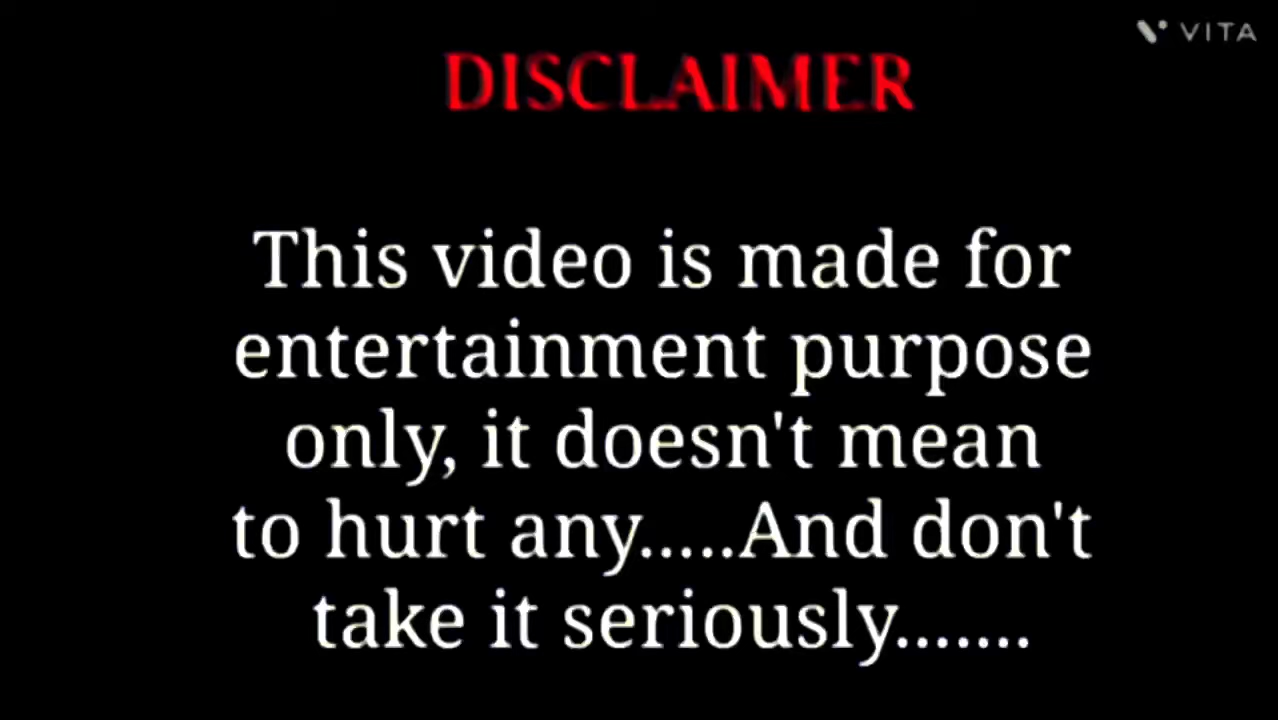 VITA
DISCLAIMER
This video is made for
entertainment purpose
only, it doesn't mean
to hurt any.....And don't
take it seriously.......